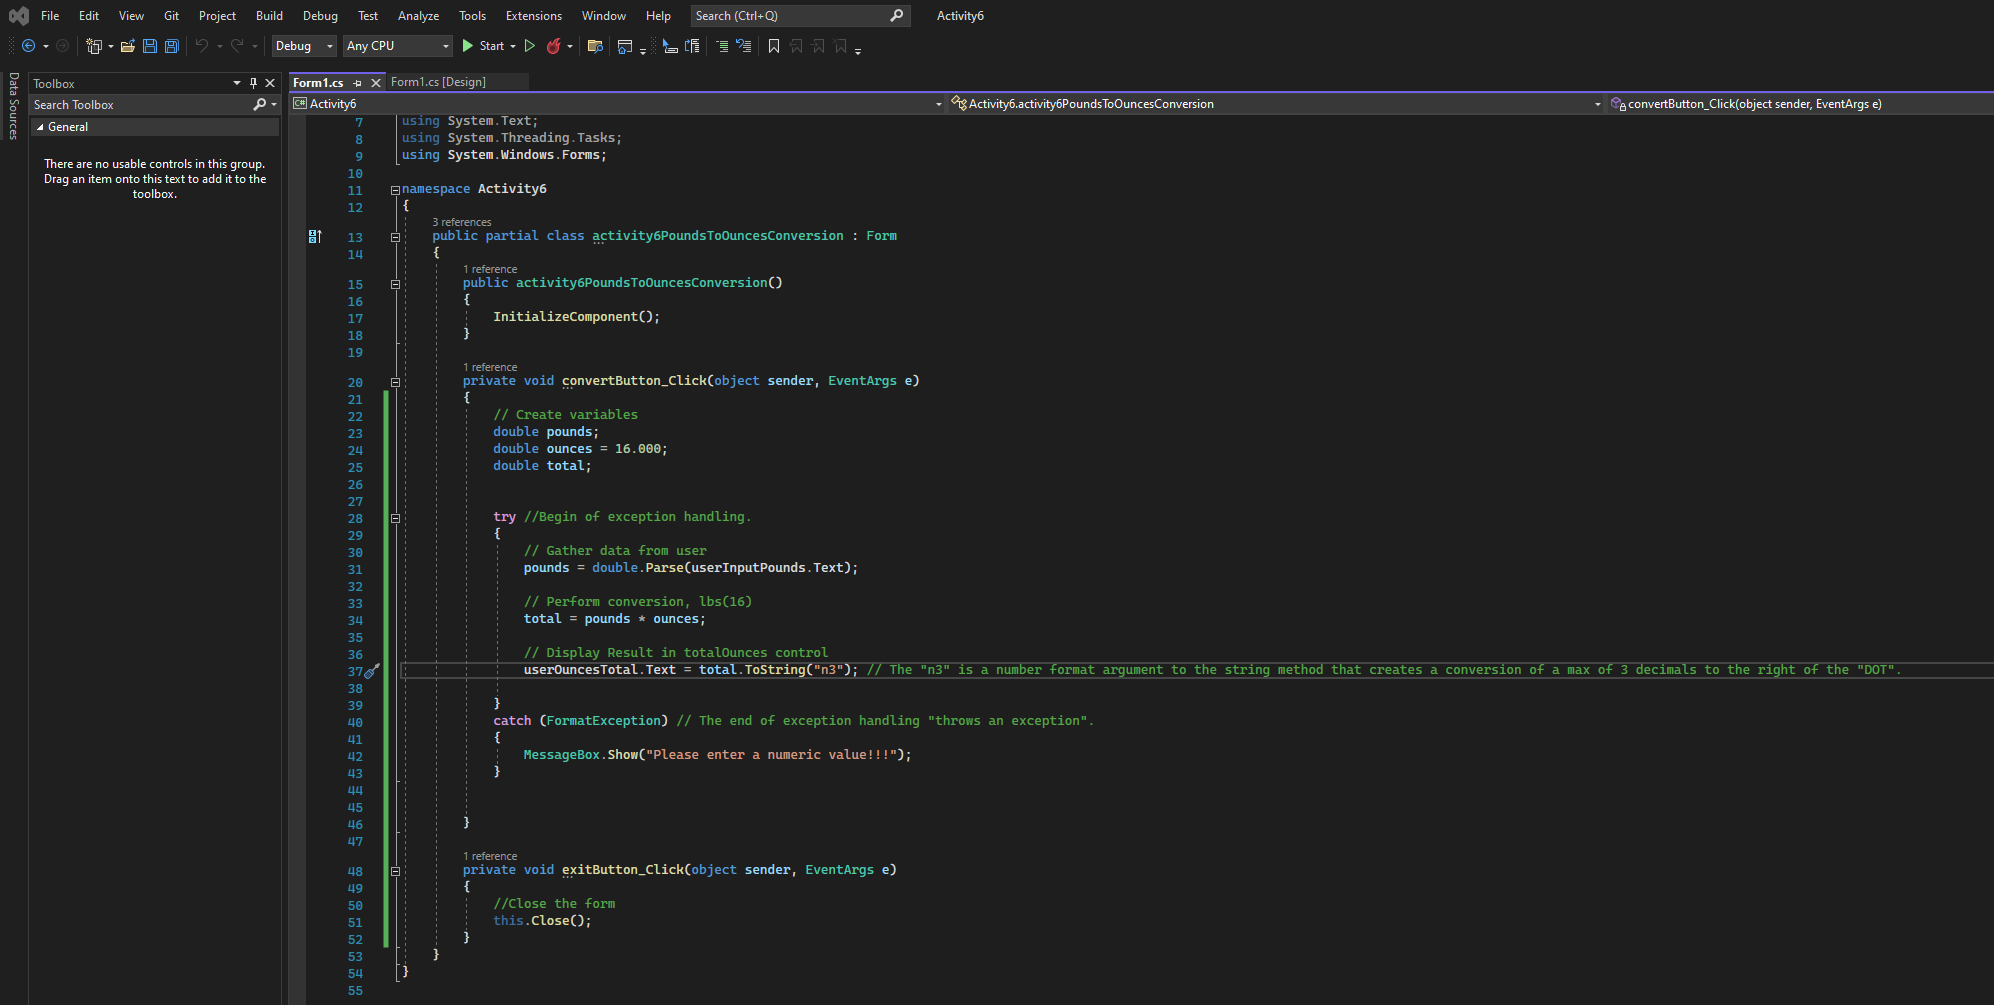 File Edit View Git Project Build Debug Test Analyze Tools Extensions Window Help Search (Ctrl+Q) Activity6
Debug Any CPU Start
Data Sources
Toolbox
Search Toolbox
General
There are no usable controls in this group.
Drag an item onto this text to add it to the
toolbox.
Form1.cs Form1.cs [Design]
C# Activity6 Activity6.activity6PoundsToOuncesConversion convertButton_Click(object sender, EventArgs e)
7 using System.Text;
8 using System.Threading.Tasks;
9 using System.Windows.Forms;
10
11 namespace Activity6
12 {
3 references
13 public partial class activity6PoundsToOuncesConversion : Form
14 {
1 reference
15 public activity6PoundsToOuncesConversion()
16 {
17 InitializeComponent();
18 }
19
1 reference
20 private void convertButton_Click(object sender, EventArgs e)
21 {
22 // Create variables
23 double pounds;
24 double ounces = 16.000;
25 double total;
26
27
28 try //Begin of exception handling.
29 {
30 // Gather data from user
31 pounds = double.Parse(userInputPounds.Text);
32
33 // Perform conversion, lbs(16)
34 total = pounds * ounces;
35
36 // Display Result in totalOunces control
37 userOuncesTotal.Text = total.ToString("n3"); // The "n3" is a number format argument to the string method that creates a conversion of a max of 3 decimals to the right of the "DOT".
38
39 }
40 catch (FormatException) // The end of exception handling "throws an exception".
41 {
42 MessageBox.Show("Please enter a numeric value!!!");
43 }
44
45
46 }
47
1 reference
48 private void exitButton_Click(object sender, EventArgs e)
49 {
50 //Close the form
51 this.Close();
52 }
53 }
54 }
55